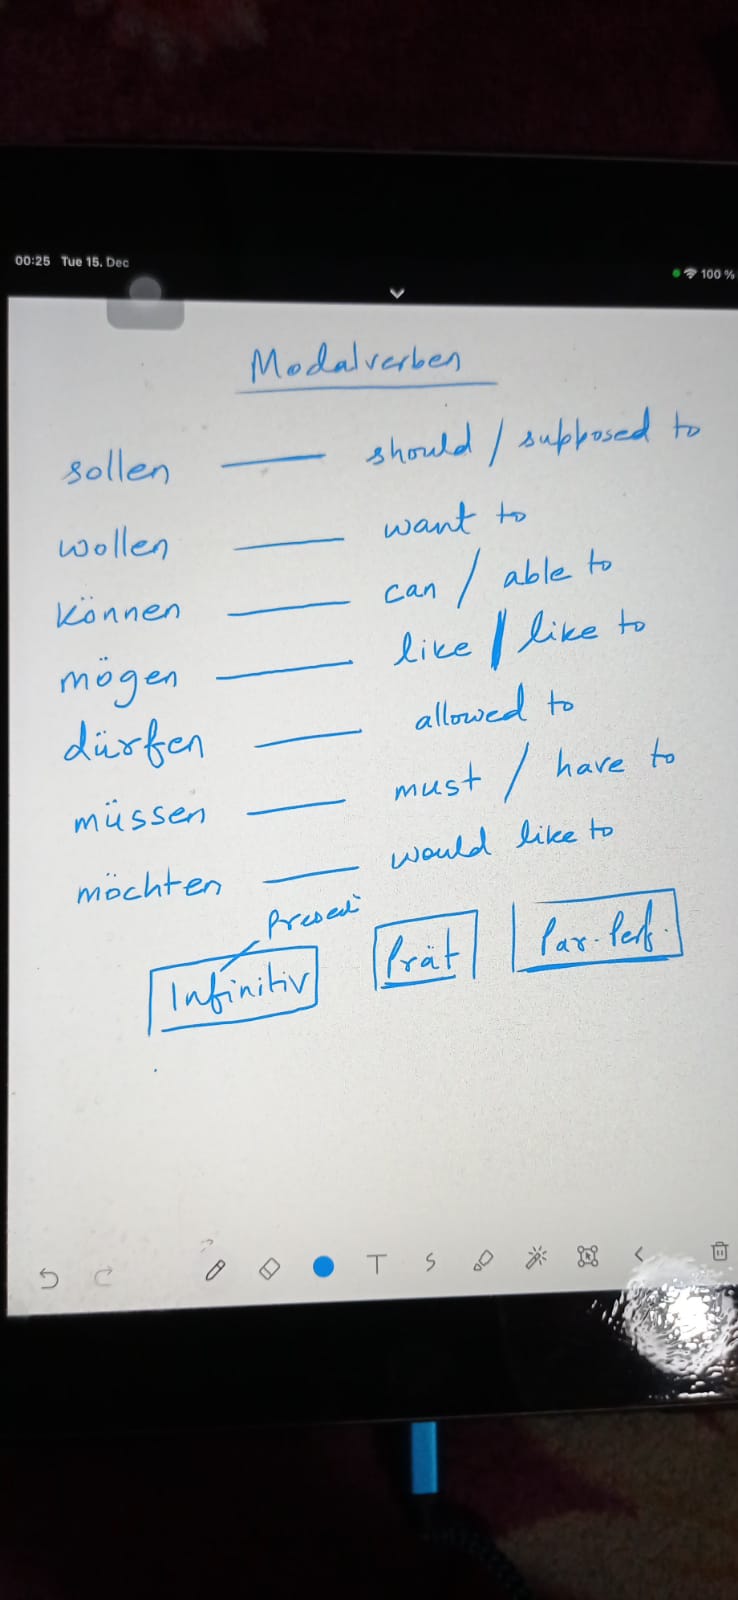 00:25 Tue 15. Dec 100 %
Modalverben
sollen — should / supposed to
wollen — want to
können — can / able to
mögen — like / like to
dürfen — allowed to
müssen — must / have to
möchten — would like to
Present
Infinitiv Prät Par. Perf.
T S